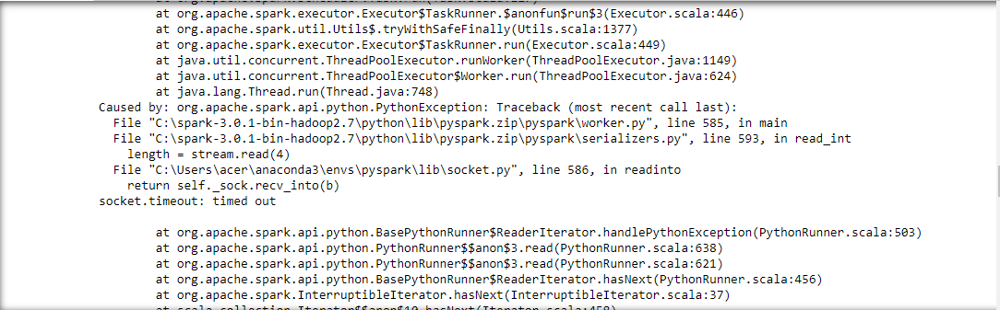 at org.apache.spark.executor.Executor$TaskRunner.$anonfun$run$3(Executor.scala:446)
at org.apache.spark.util.Utils$.tryWithSafeFinally(Utils.scala:1377)
at org.apache.spark.executor.Executor$TaskRunner.run(Executor.scala:449)
at java.util.concurrent.ThreadPoolExecutor.runWorker(ThreadPoolExecutor.java:1149)
at java.util.concurrent.ThreadPoolExecutor$Worker.run(ThreadPoolExecutor.java:624)
at java.lang.Thread.run(Thread.java:748)
Caused by: org.apache.spark.api.python.PythonException: Traceback (most recent call last):
File "C:\spark-3.0.1-bin-hadoop2.7\python\lib\pyspark.zip\pyspark\worker.py", line 585, in main
File "C:\spark-3.0.1-bin-hadoop2.7\python\lib\pyspark.zip\pyspark\serializers.py", line 593, in read_int
length = stream.read(4)
File "C:\Users\acer\anaconda3\envs\pyspark\lib\socket.py", line 586, in readinto
return self._sock.recv_into(b)
socket.timeout: timed out
at org.apache.spark.api.python.BasePythonRunner$ReaderIterator.handlePythonException(PythonRunner.scala:503)
at org.apache.spark.api.python.PythonRunner$$anon$3.read(PythonRunner.scala:638)
at org.apache.spark.api.python.PythonRunner$$anon$3.read(PythonRunner.scala:621)
at org.apache.spark.api.python.BasePythonRunner$ReaderIterator.hasNext(PythonRunner.scala:456)
at org.apache.spark.InterruptibleIterator.hasNext(InterruptibleIterator.scala:37)
at scala.collection.Iterator$$anon$10.hasNext(Iterator.scala:458)